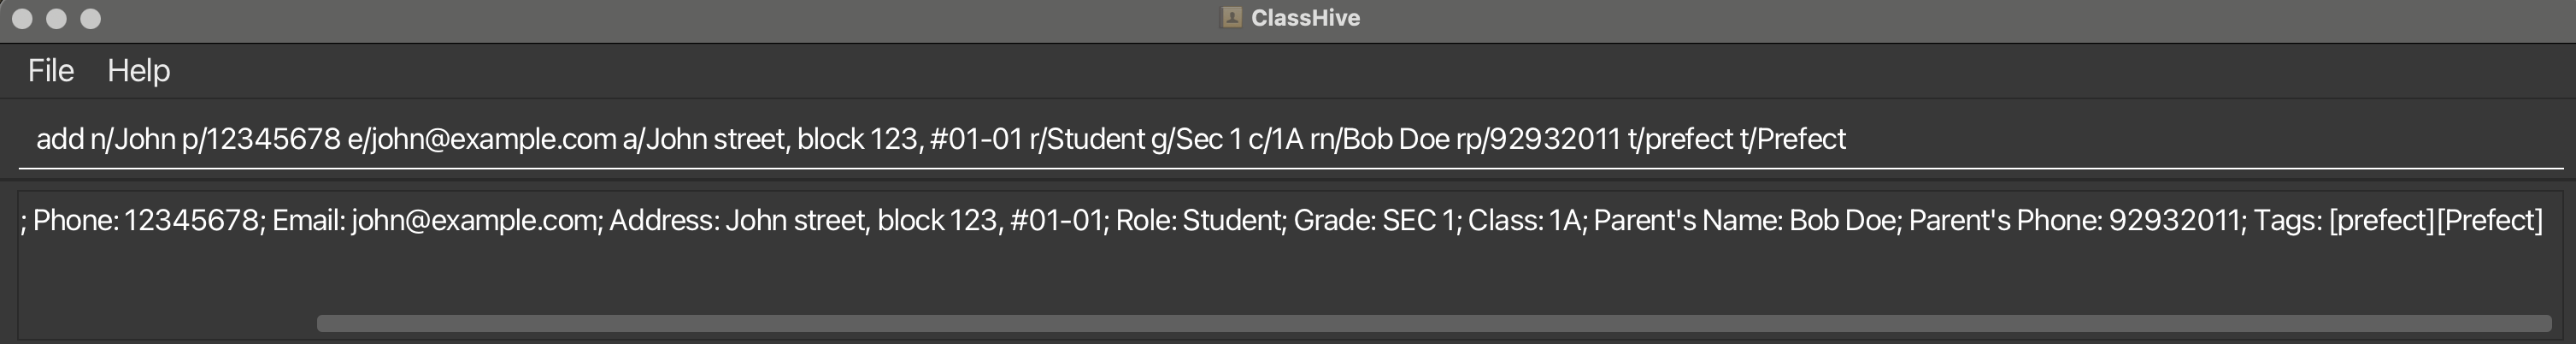 ClassHive
File Help
add n/John p/12345678 e/john@example.com a/John street, block 123, #01-01 r/Student g/Sec 1 c/1A rn/Bob Doe rp/92932011 t/prefect t/Prefect
; Phone: 12345678; Email: john@example.com; Address: John street, block 123, #01-01; Role: Student; Grade: SEC 1; Class: 1A; Parent's Name: Bob Doe; Parent's Phone: 92932011; Tags: [prefect][Prefect]